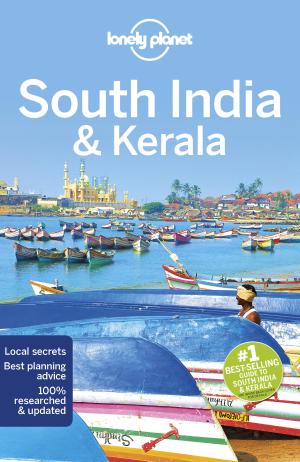 lonely planet
South India
& Kerala
Local secrets
Best planning
advice
100%
researched
& updated
#1
BEST-SELLING
GUIDE TO
SOUTH INDIA
& KERALA